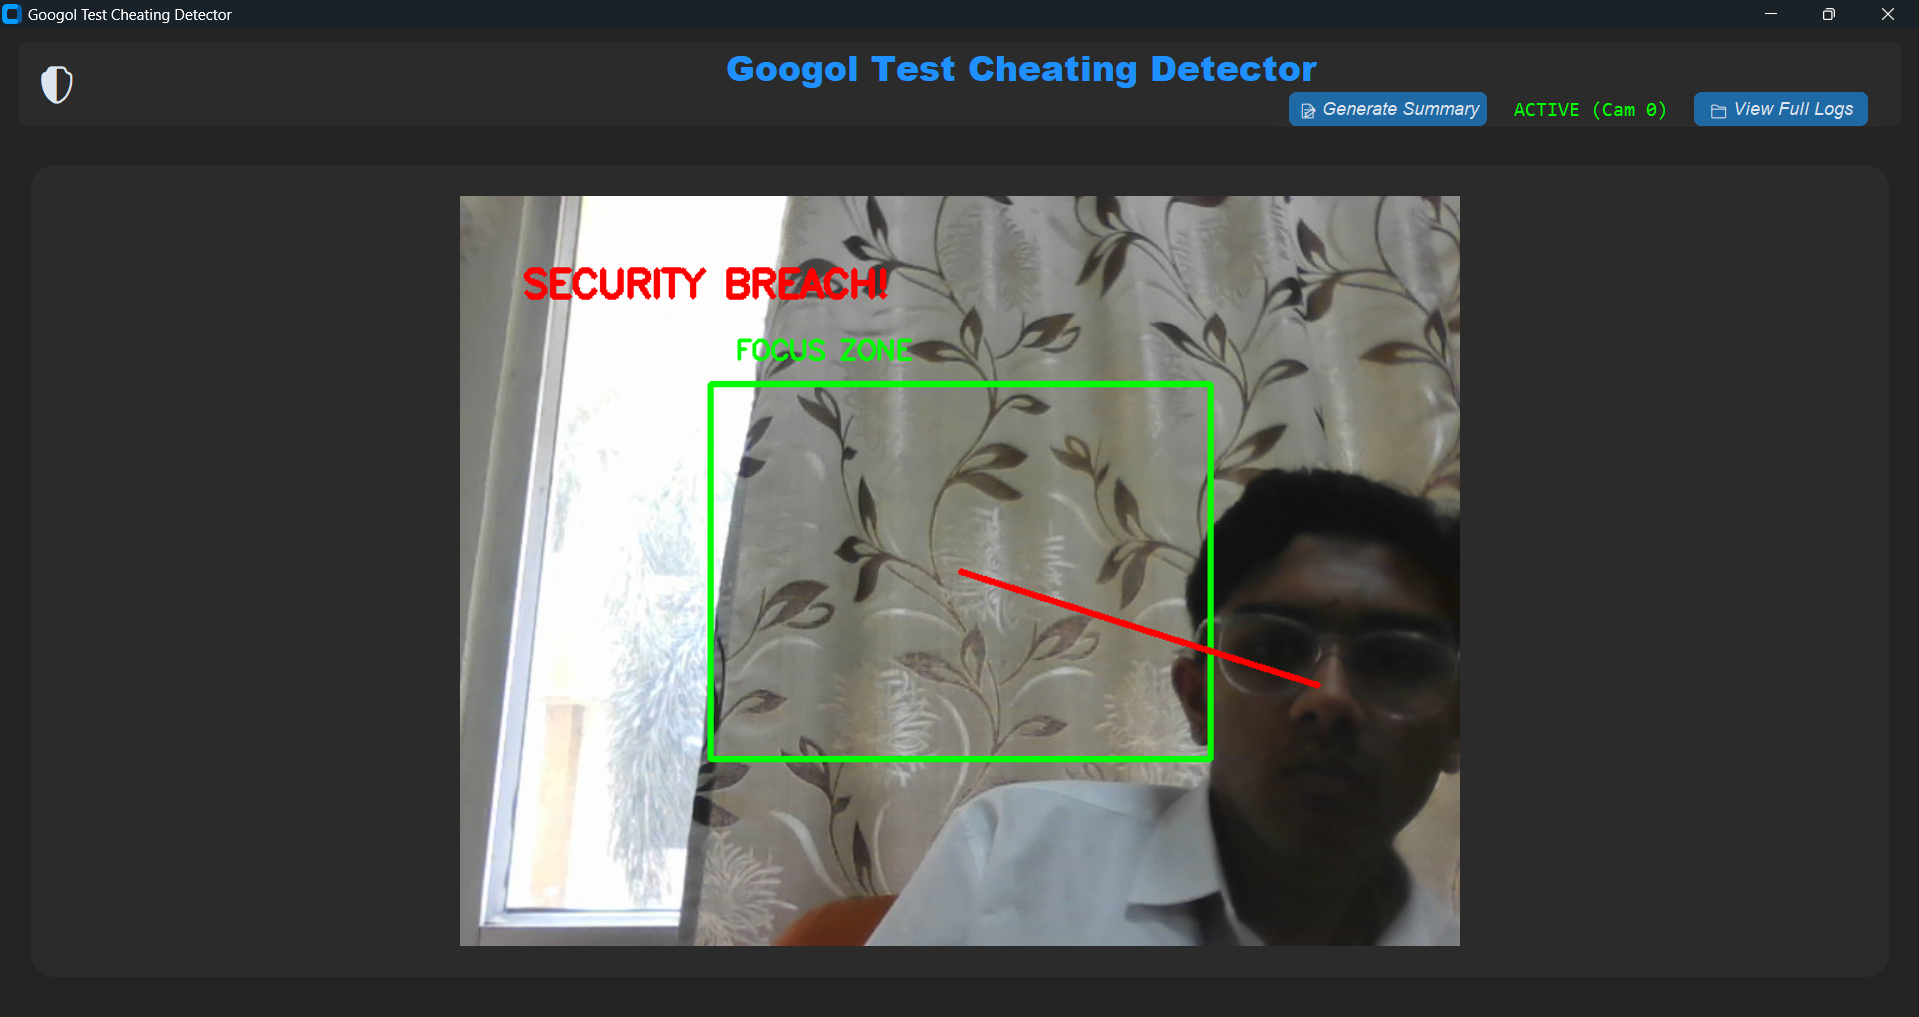 Googol Test Cheating Detector
Googol Test Cheating Detector
Generate Summary
ACTIVE (Cam 0)
View Full Logs
SECURITY BREACH!
FOCUS ZONE